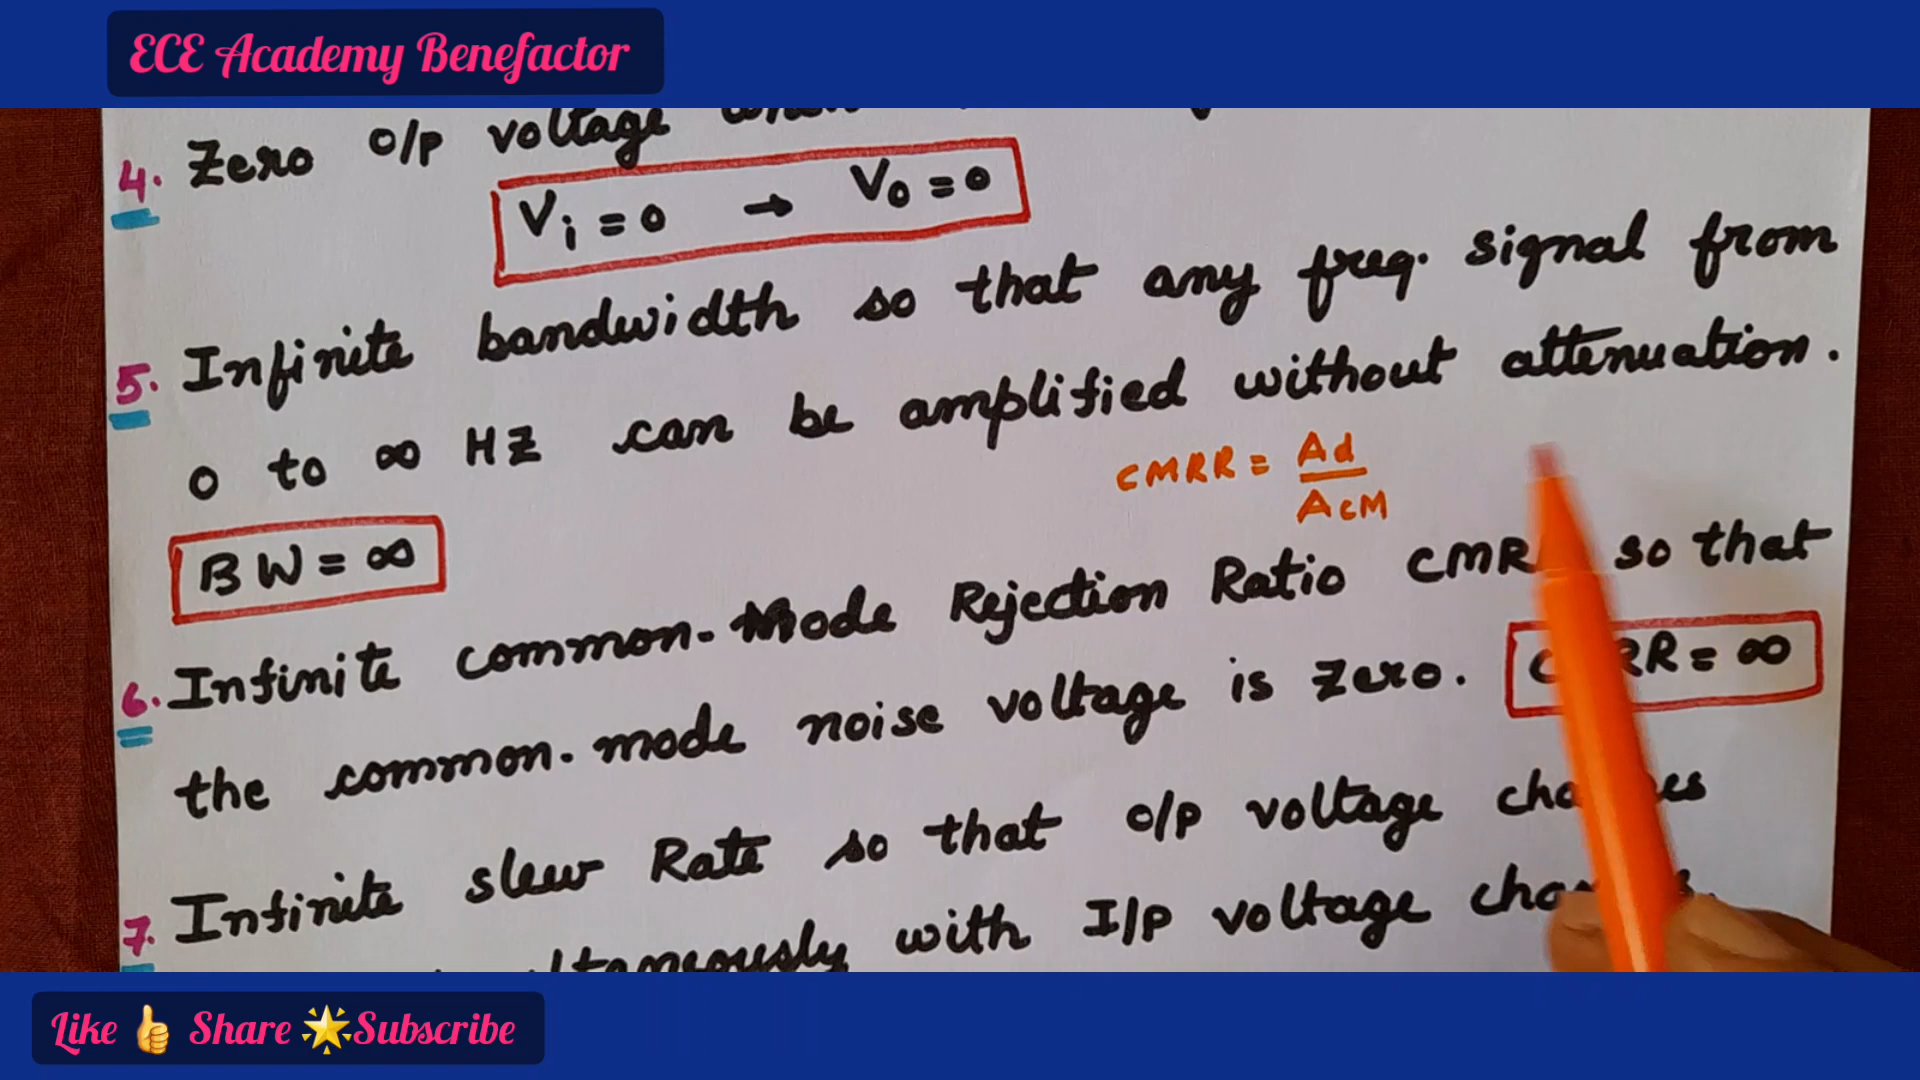 ECE Academy Benefactor
4. Zero o/p voltage
Vi = 0 → Vo = 0
5. Infinite bandwidth so that any freq. signal from
0 to ∞ HZ can be amplified without attenuation.
CMRR = Ad / ACM
BW = ∞
6. Infinite common-Mode Rejection Ratio CMR so that
the common-mode noise voltage is zero. RR = ∞
7. Infinite slew Rate so that o/p voltage
with I/P voltage
Like 👍 Share 🌟Subscribe